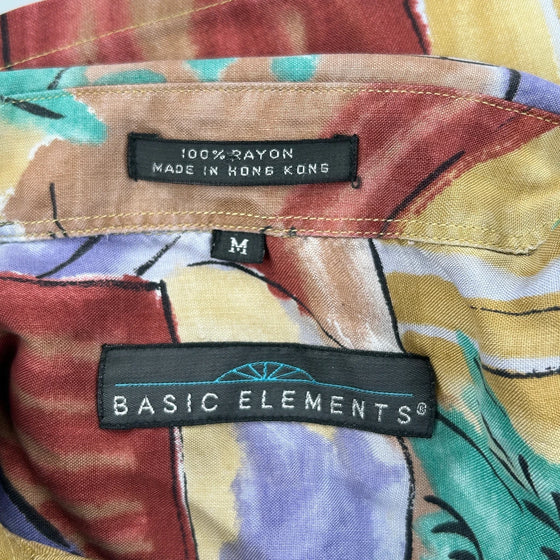 100% RAYON
MADE IN HONG KONG
M
BASIC ELEMENTS®